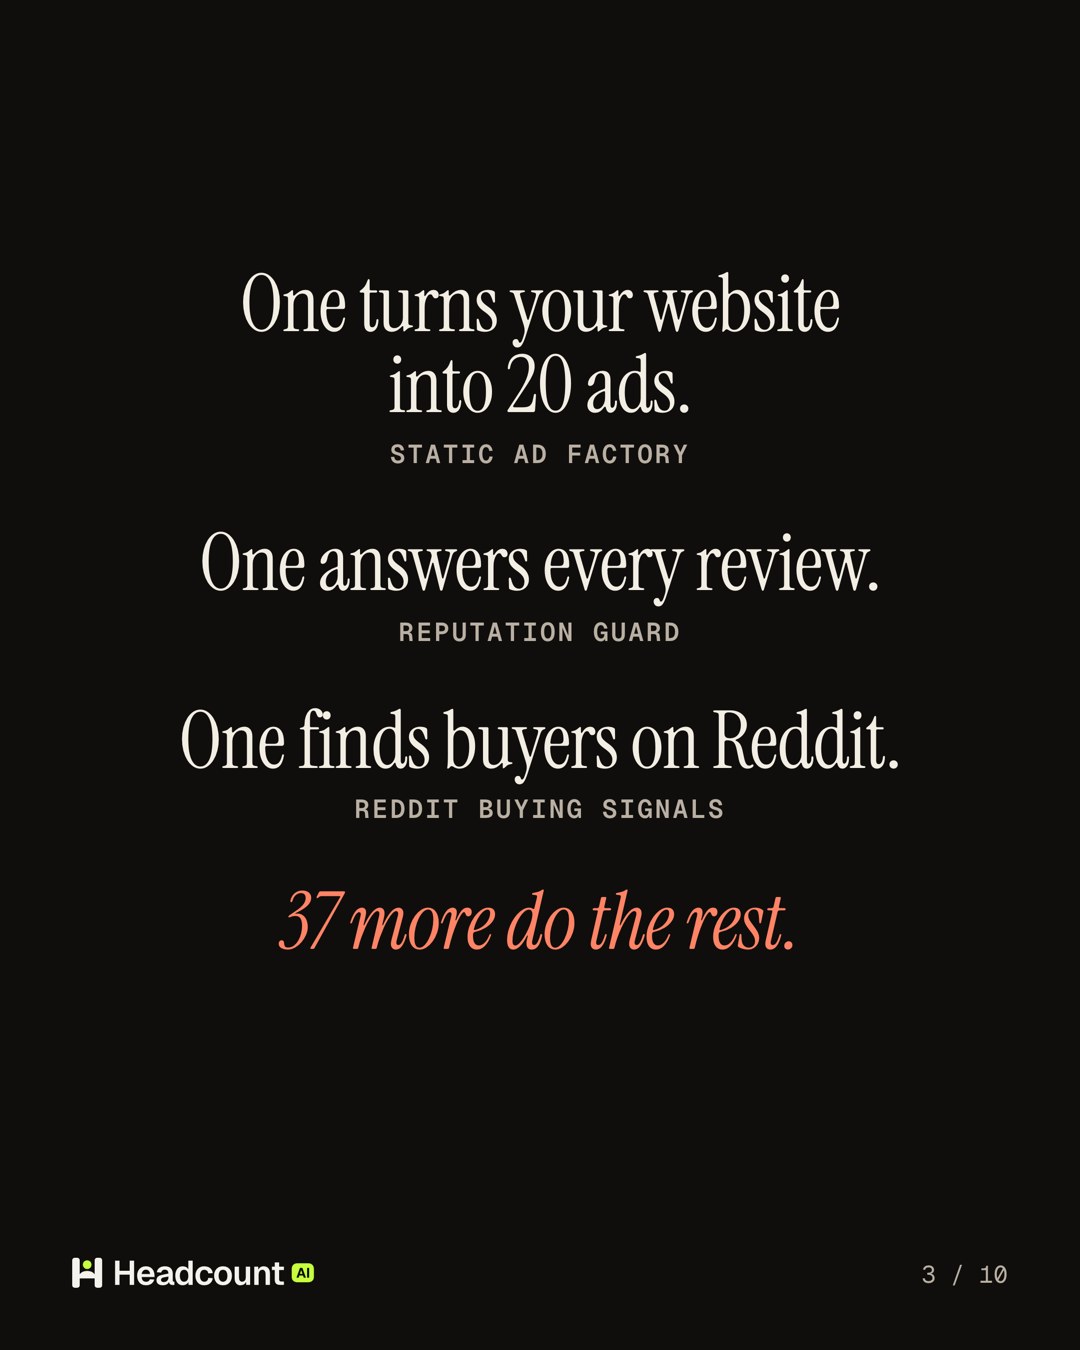 One turns your website
into 20 ads.
STATIC AD FACTORY
One answers every review.
REPUTATION GUARD
One finds buyers on Reddit.
REDDIT BUYING SIGNALS
37 more do the rest.
Headcount AI
3 / 10